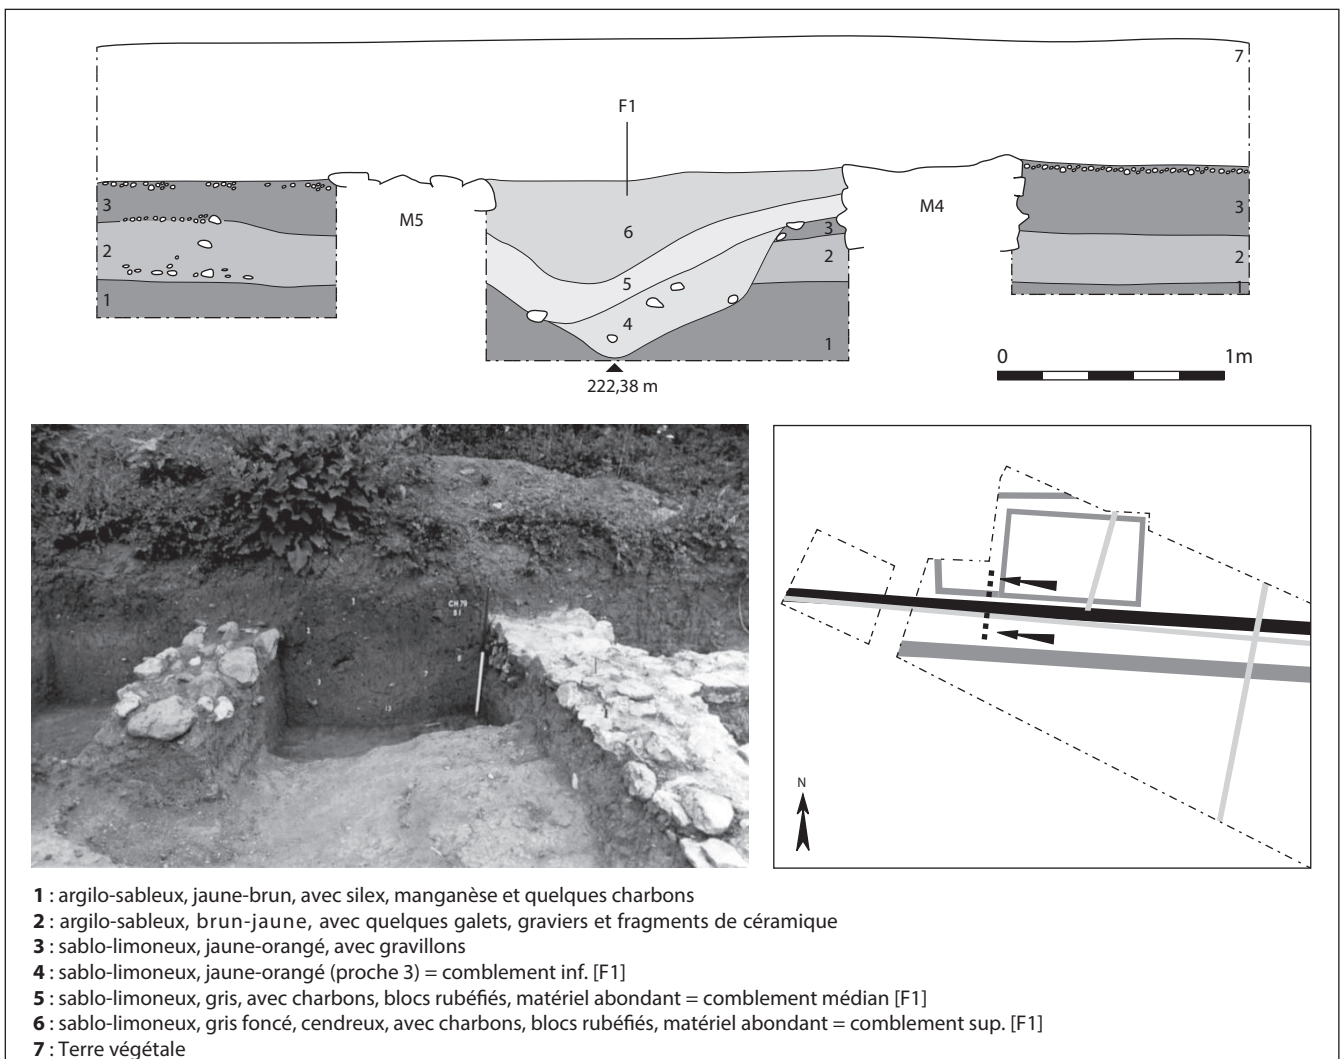 7
F1
3
M5
M4
6
3
3
2
2
2
5
1
1
4
1
0 1m
222,38 m
CH 79
S I
N
1 : argilo-sableux, jaune-brun, avec silex, manganèse et quelques charbons
2 : argilo-sableux, brun-jaune, avec quelques galets, graviers et fragments de céramique
3 : sablo-limoneux, jaune-orangé, avec gravillons
4 : sablo-limoneux, jaune-orangé (proche 3) = comblement inf. [F1]
5 : sablo-limoneux, gris, avec charbons, blocs rubéfiés, matériel abondant = comblement médian [F1]
6 : sablo-limoneux, gris foncé, cendreux, avec charbons, blocs rubéfiés, matériel abondant = comblement sup. [F1]
7 : Terre végétale